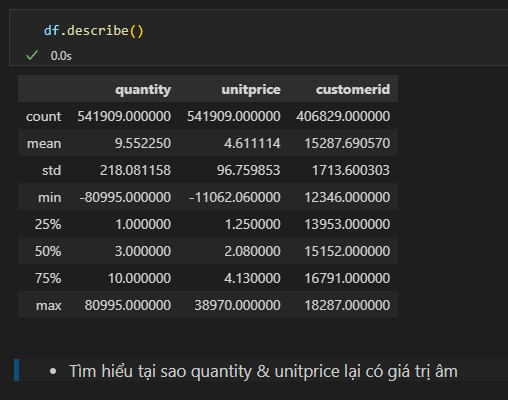 df.describe()
0.0s
quantity unitprice customerid
count 541909.000000 541909.000000 406829.000000
mean 9.552250 4.611114 15287.690570
std 218.081158 96.759853 1713.600303
min -80995.000000 -11062.060000 12346.000000
25% 1.000000 1.250000 13953.000000
50% 3.000000 2.080000 15152.000000
75% 10.000000 4.130000 16791.000000
max 80995.000000 38970.000000 18287.000000
• Tìm hiểu tại sao quantity & unitprice lại có giá trị âm